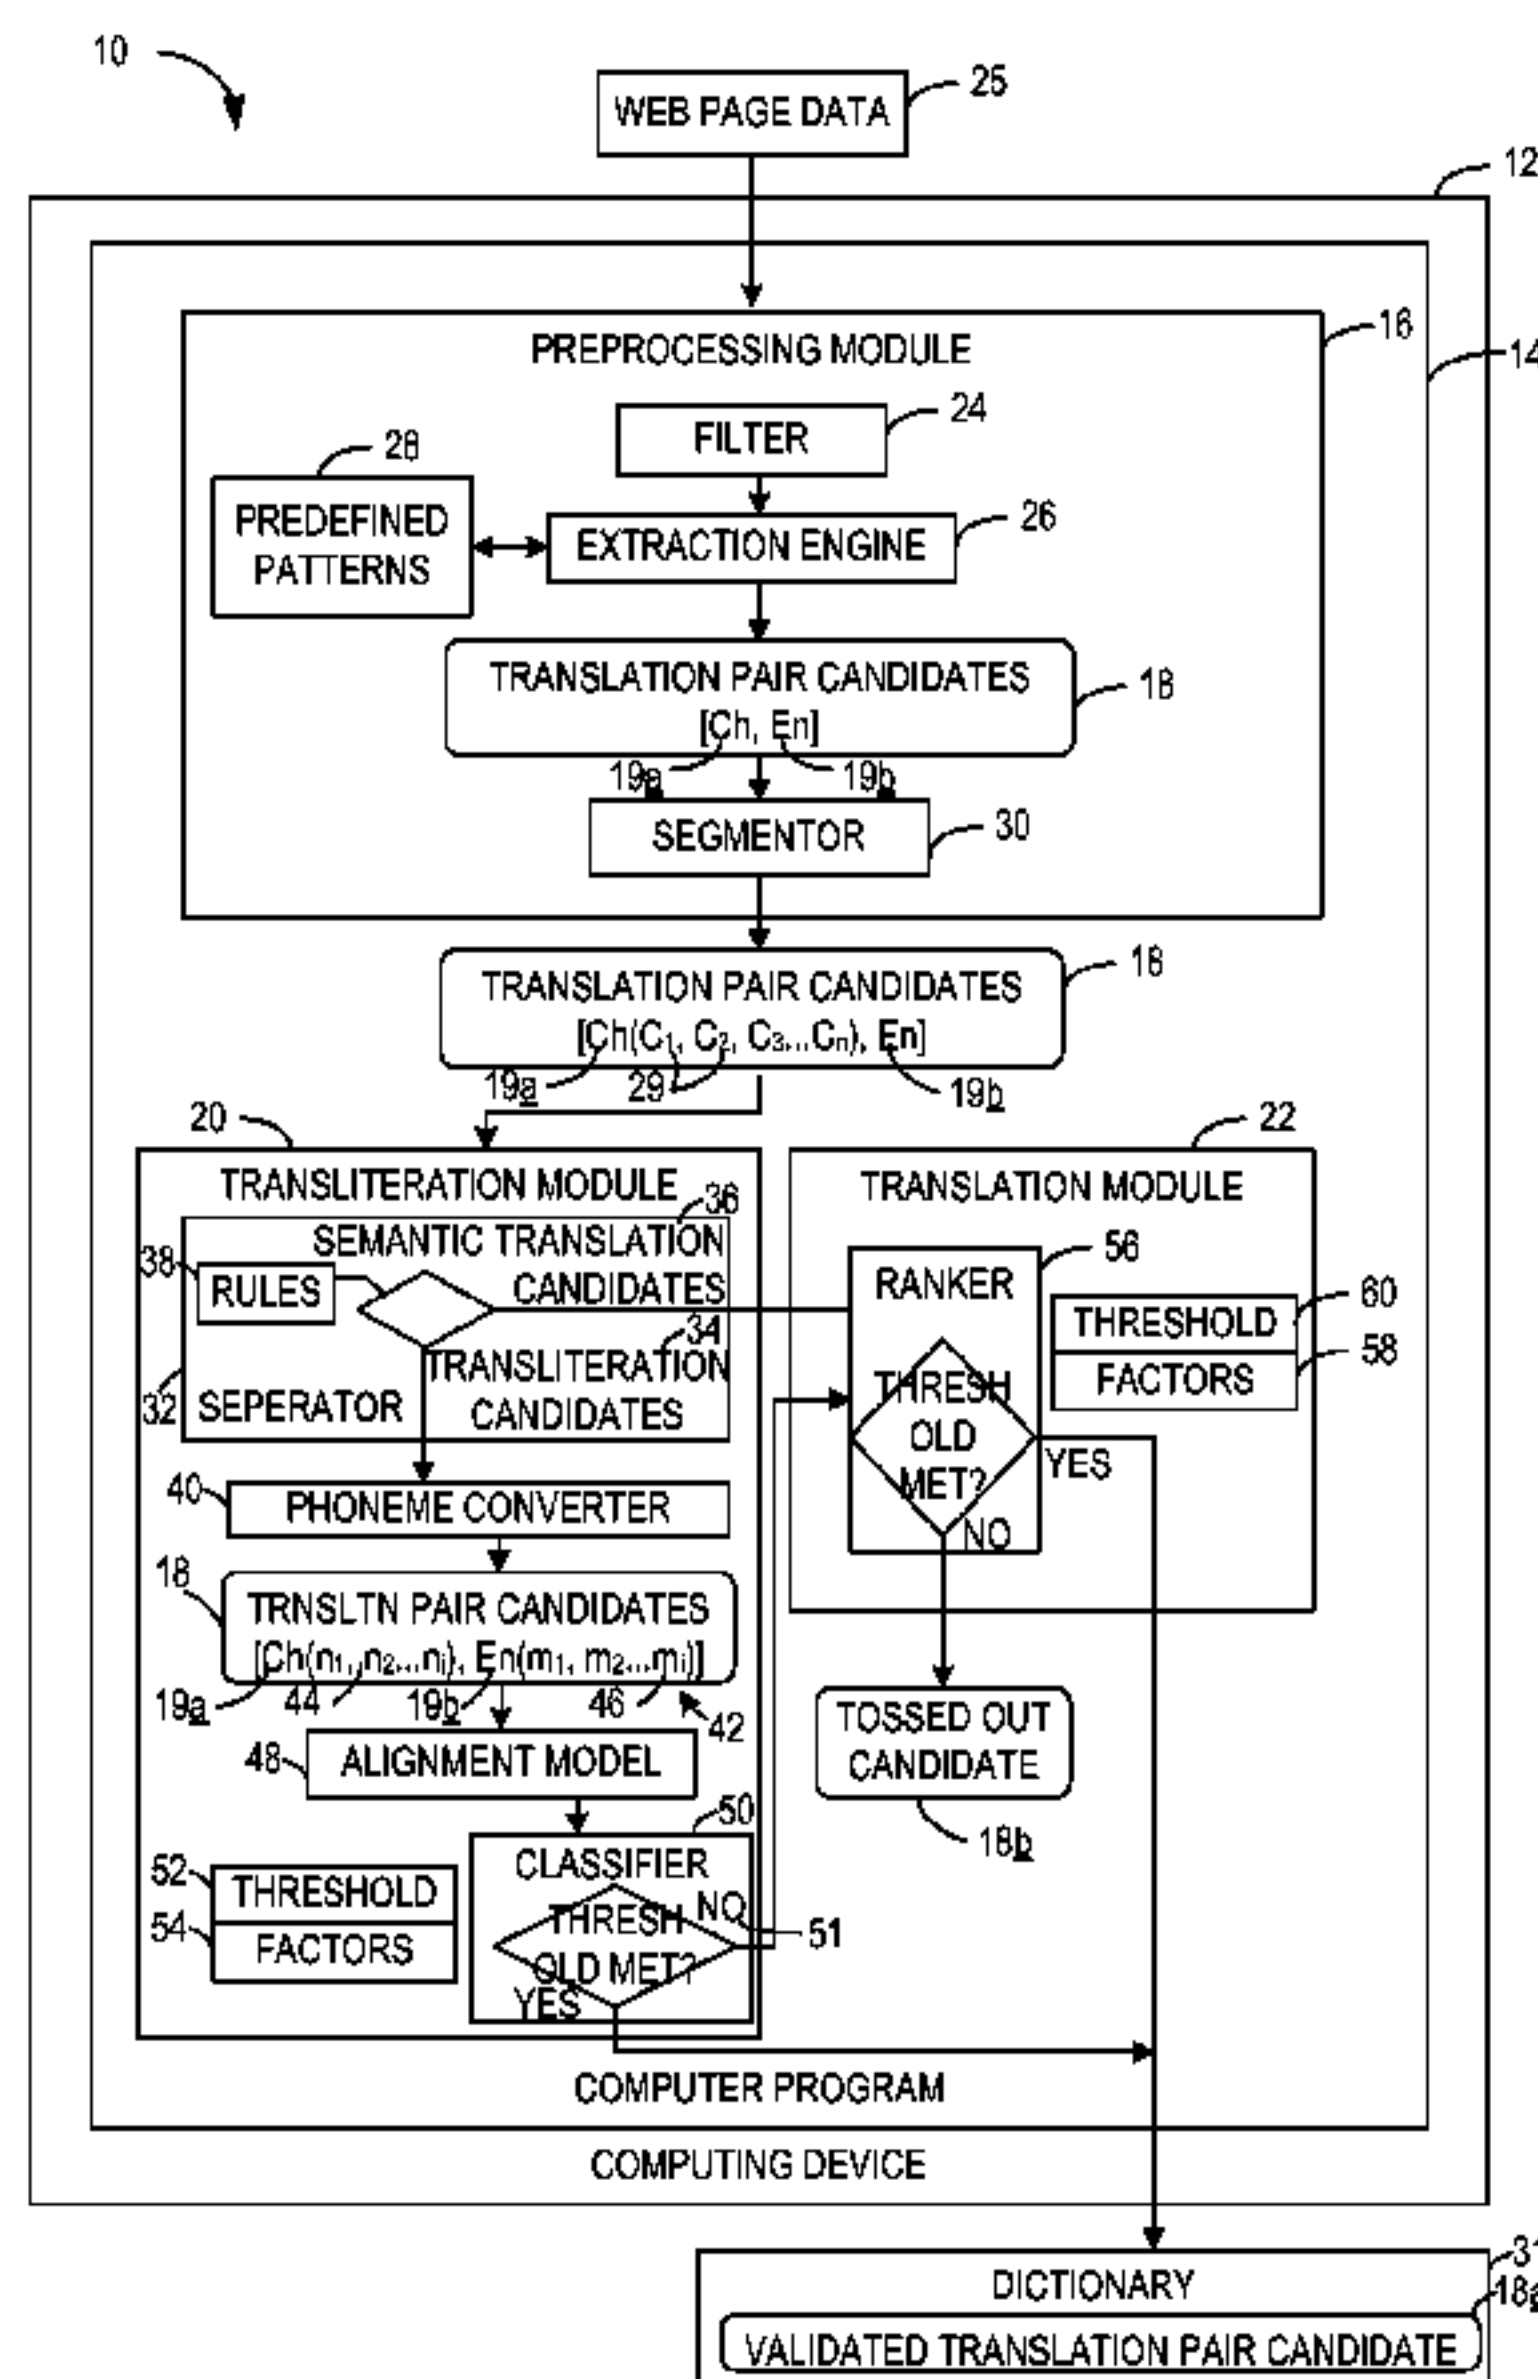 10
WEB PAGE DATA
25
12
PREPROCESSING MODULE
16
14
FILTER
24
28
PREDEFINED
PATTERNS
EXTRACTION ENGINE
26
TRANSLATION PAIR CANDIDATES
[Ch, En]
18
19a
19b
SEGMENTOR
30
TRANSLATION PAIR CANDIDATES
[Ch(C1, C2, C3...Cn), En]
18
19a
29
19b
20
22
TRANSLITERATION MODULE
36
SEMANTIC TRANSLATION
CANDIDATES
38
RULES
34
TRANSLITERATION
CANDIDATES
32
SEPERATOR
TRANSLATION MODULE
56
RANKER
60
THRESHOLD
58
FACTORS
THRESH
OLD
MET?
YES
NO
40
PHONEME CONVERTER
18
TRNSLTN PAIR CANDIDATES
[Ch(n1, n2...ni), En(m1, m2...mi)]
19a
44
19b
46
42
TOSSED OUT
CANDIDATE
18b
48
ALIGNMENT MODEL
50
CLASSIFIER
52
THRESHOLD
54
FACTORS
THRESH
OLD MET?
NO
51
YES
COMPUTER PROGRAM
COMPUTING DEVICE
DICTIONARY
31
18a
VALIDATED TRANSLATION PAIR CANDIDATE